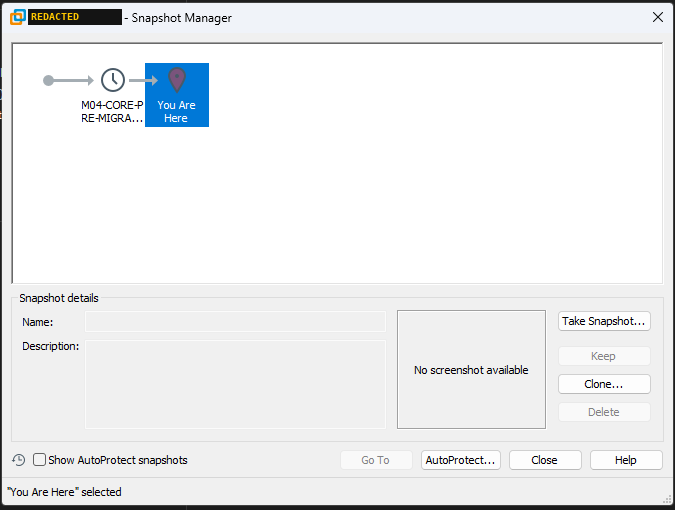 REDACTED - Snapshot Manager
M04-CORE-P
RE-MIGRA...
You Are
Here
Snapshot details
Name:
Description:
No screenshot available
Take Snapshot...
Keep
Clone...
Delete
Show AutoProtect snapshots
Go To
AutoProtect...
Close
Help
"You Are Here" selected